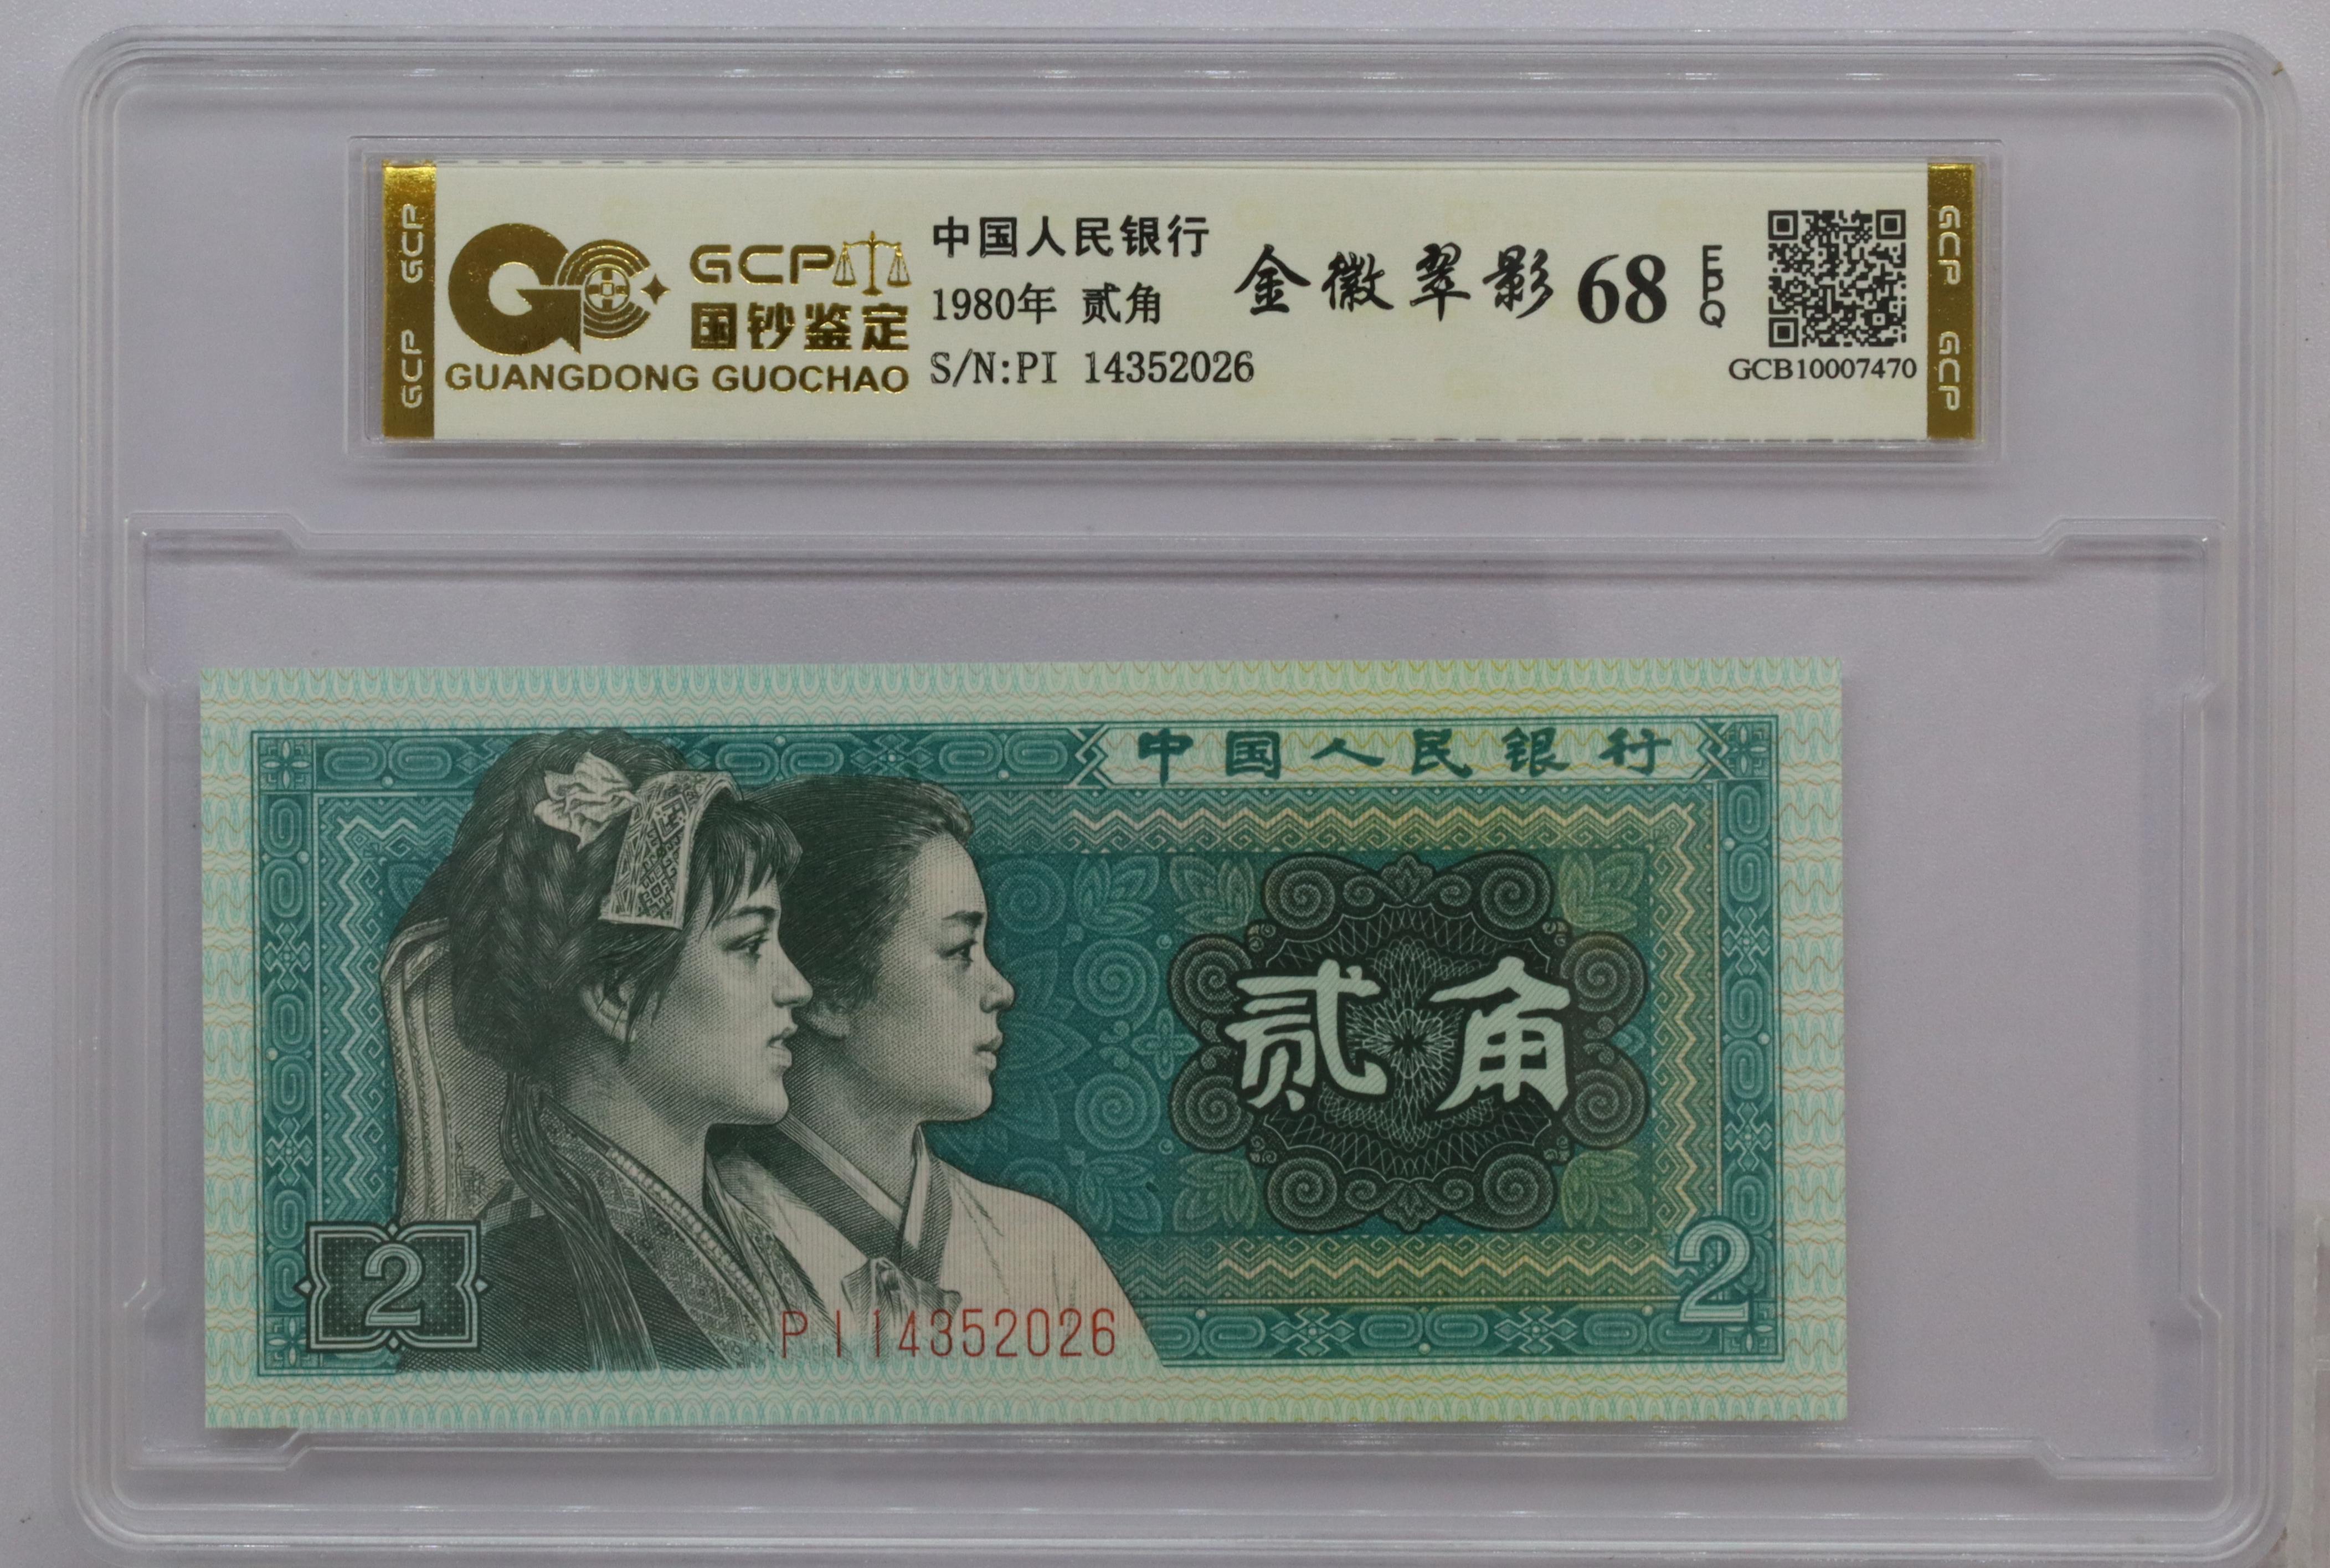 GCP GCP
GCP
国钞鉴定
GUANGDONG GUOCHAO
中国人民银行
1980年 贰角
S/N:PI 14352026
金徽翠影 68 EPQ
GCB10007470
GCP GCP
中国人民银行
贰角
2
PI14352026
2